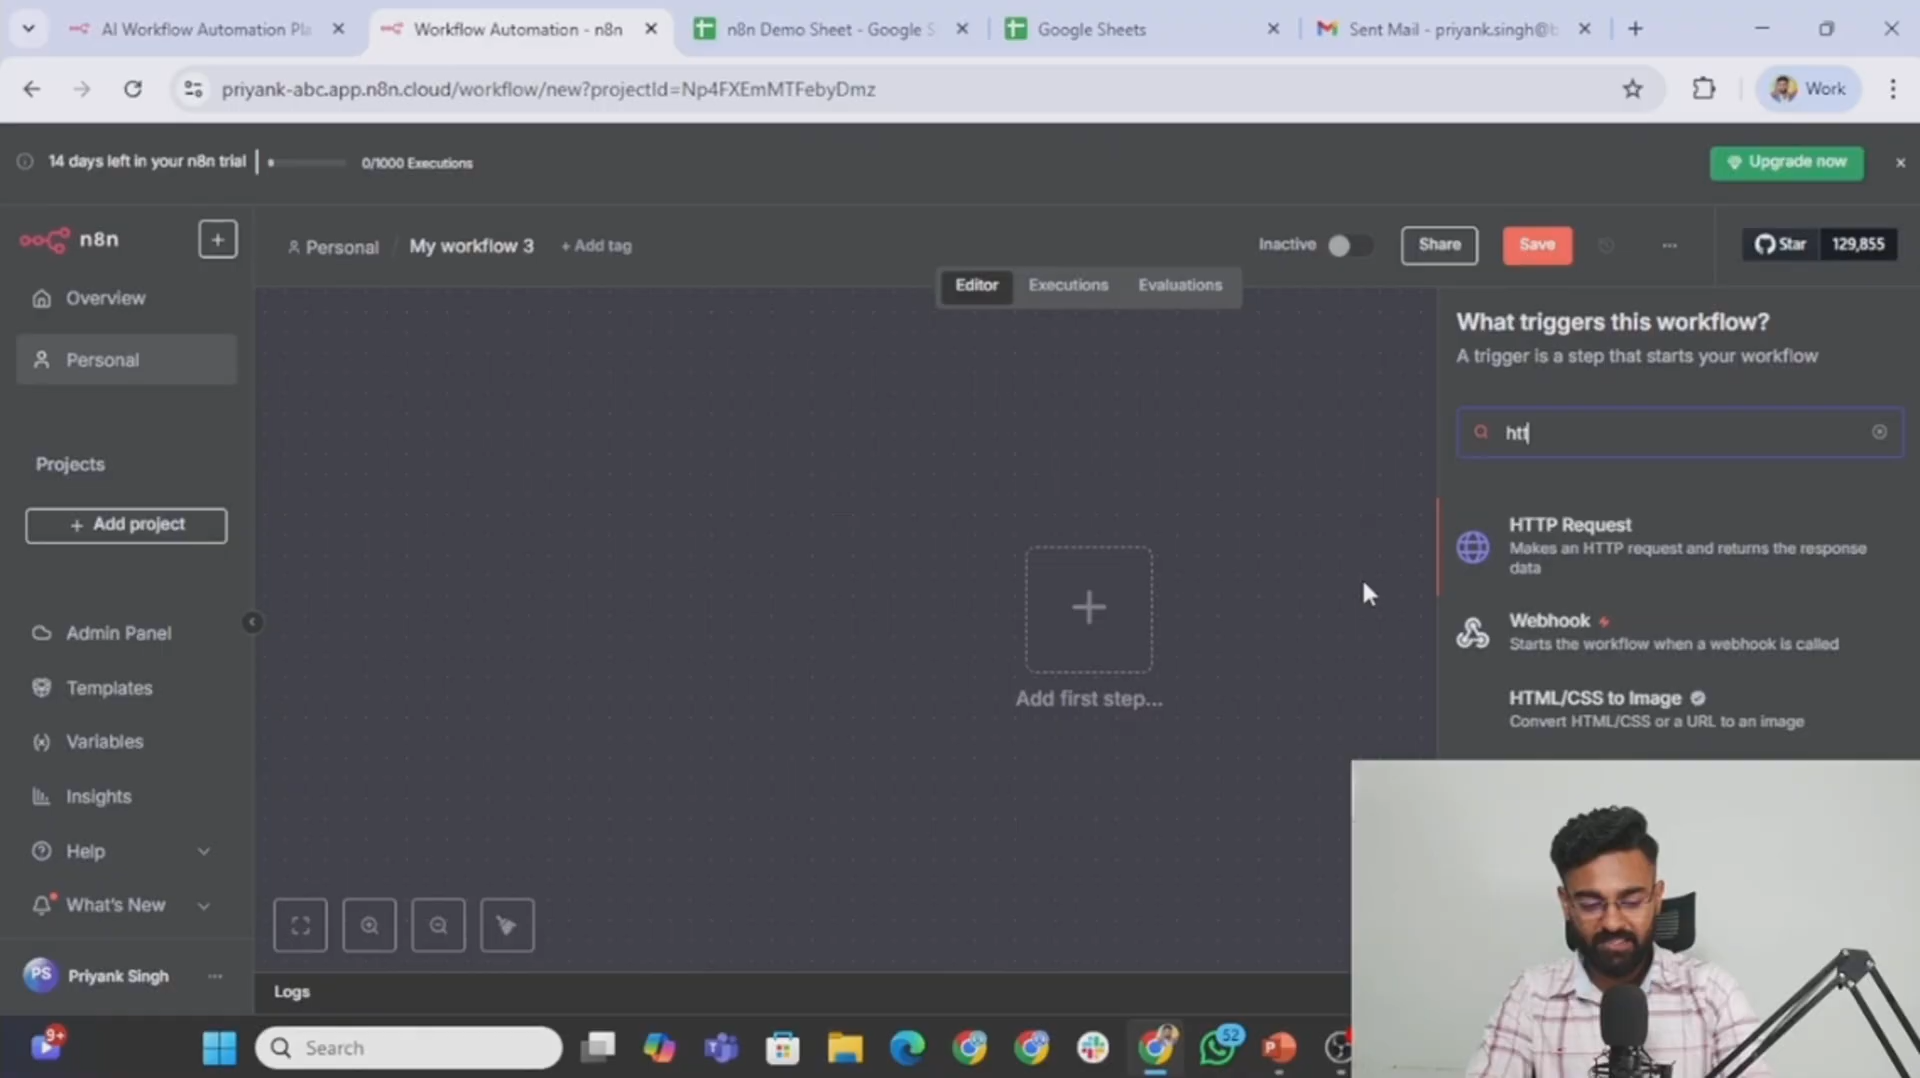 AI Workflow Automation Pla
Workflow Automation - n8n
n8n Demo Sheet - Google S
Google Sheets
Sent Mail - priyank.singh@b
priyank-abc.app.n8n.cloud/workflow/new?projectId=Np4FXEmMTFebyDmz
Work
14 days left in your n8n trial
0/1000 Executions
Upgrade now
n8n
Personal / My workflow 3 + Add tag
Inactive
Share
Save
Star 129,855
Editor
Executions
Evaluations
Overview
Personal
Projects
+ Add project
Admin Panel
Templates
Variables
Insights
Help
What's New
PS Priyank Singh
Add first step...
Logs
What triggers this workflow?
A trigger is a step that starts your workflow
htt
HTTP Request
Makes an HTTP request and returns the response
data
Webhook
Starts the workflow when a webhook is called
HTML/CSS to Image
Convert HTML/CSS or a URL to an image
9+
Search
52